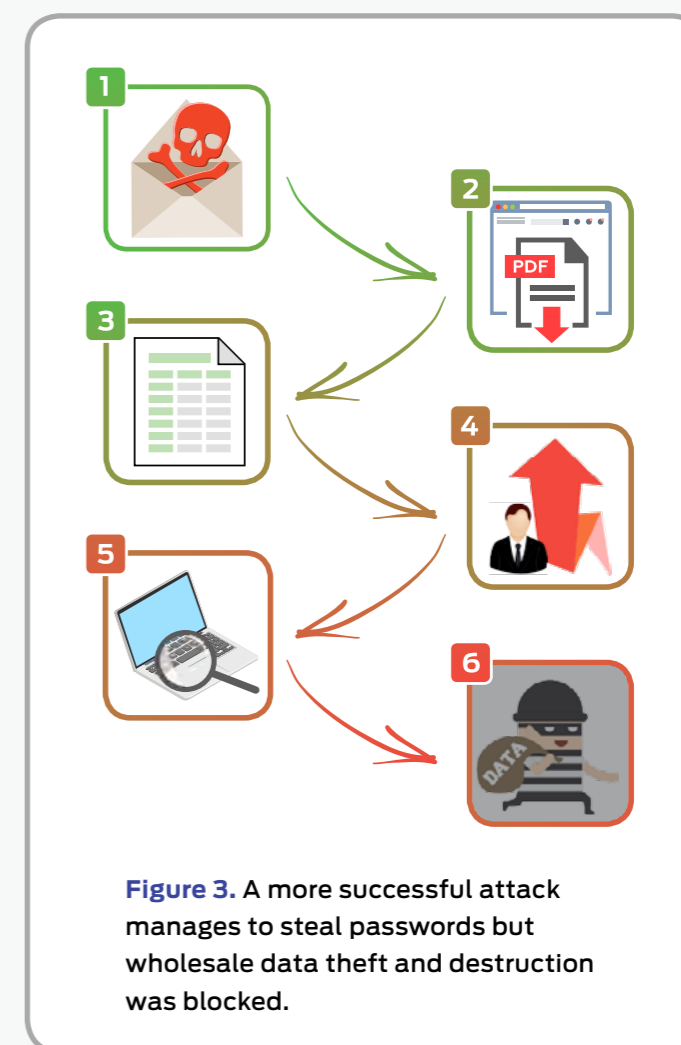 1
2
PDF
3
4
5
6
DATA
Figure 3. A more successful attack
manages to steal passwords but
wholesale data theft and destruction
was blocked.